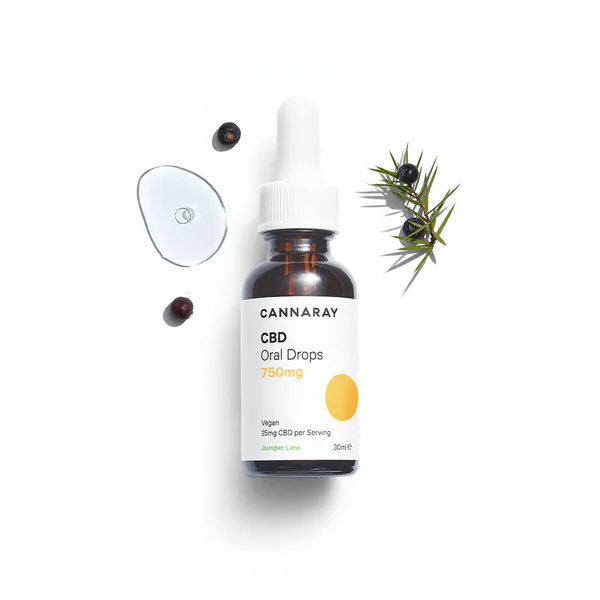 CANNARAY
CBD
Oral Drops
750mg
Vegan
25mg CBD per Serving
Juniper Lime 30ml℮